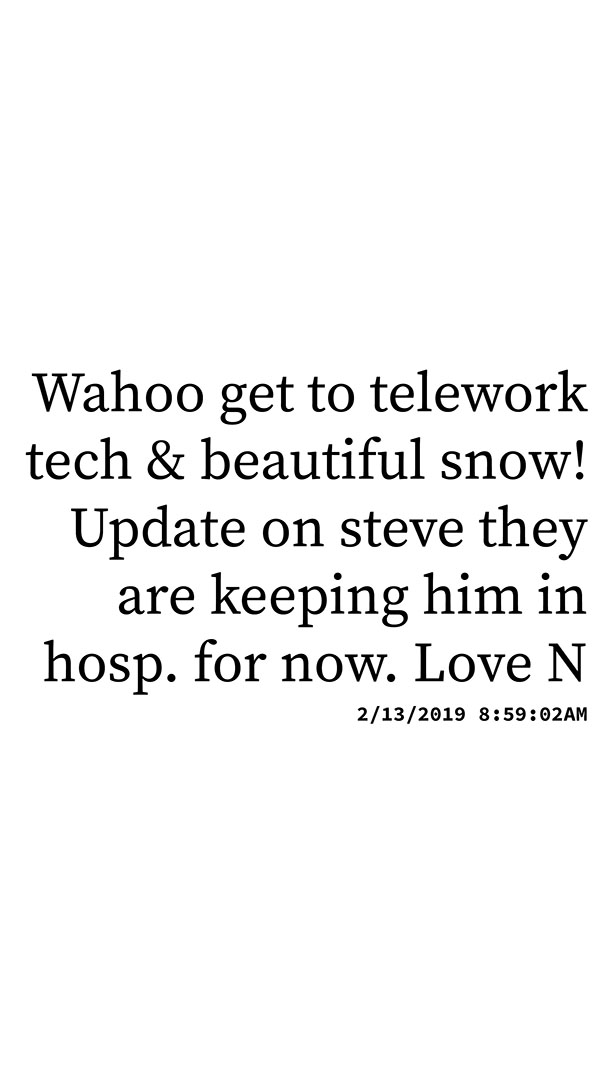 Wahoo get to telework
tech & beautiful snow!
Update on steve they
are keeping him in
hosp. for now. Love N
2/13/2019 8:59:02AM